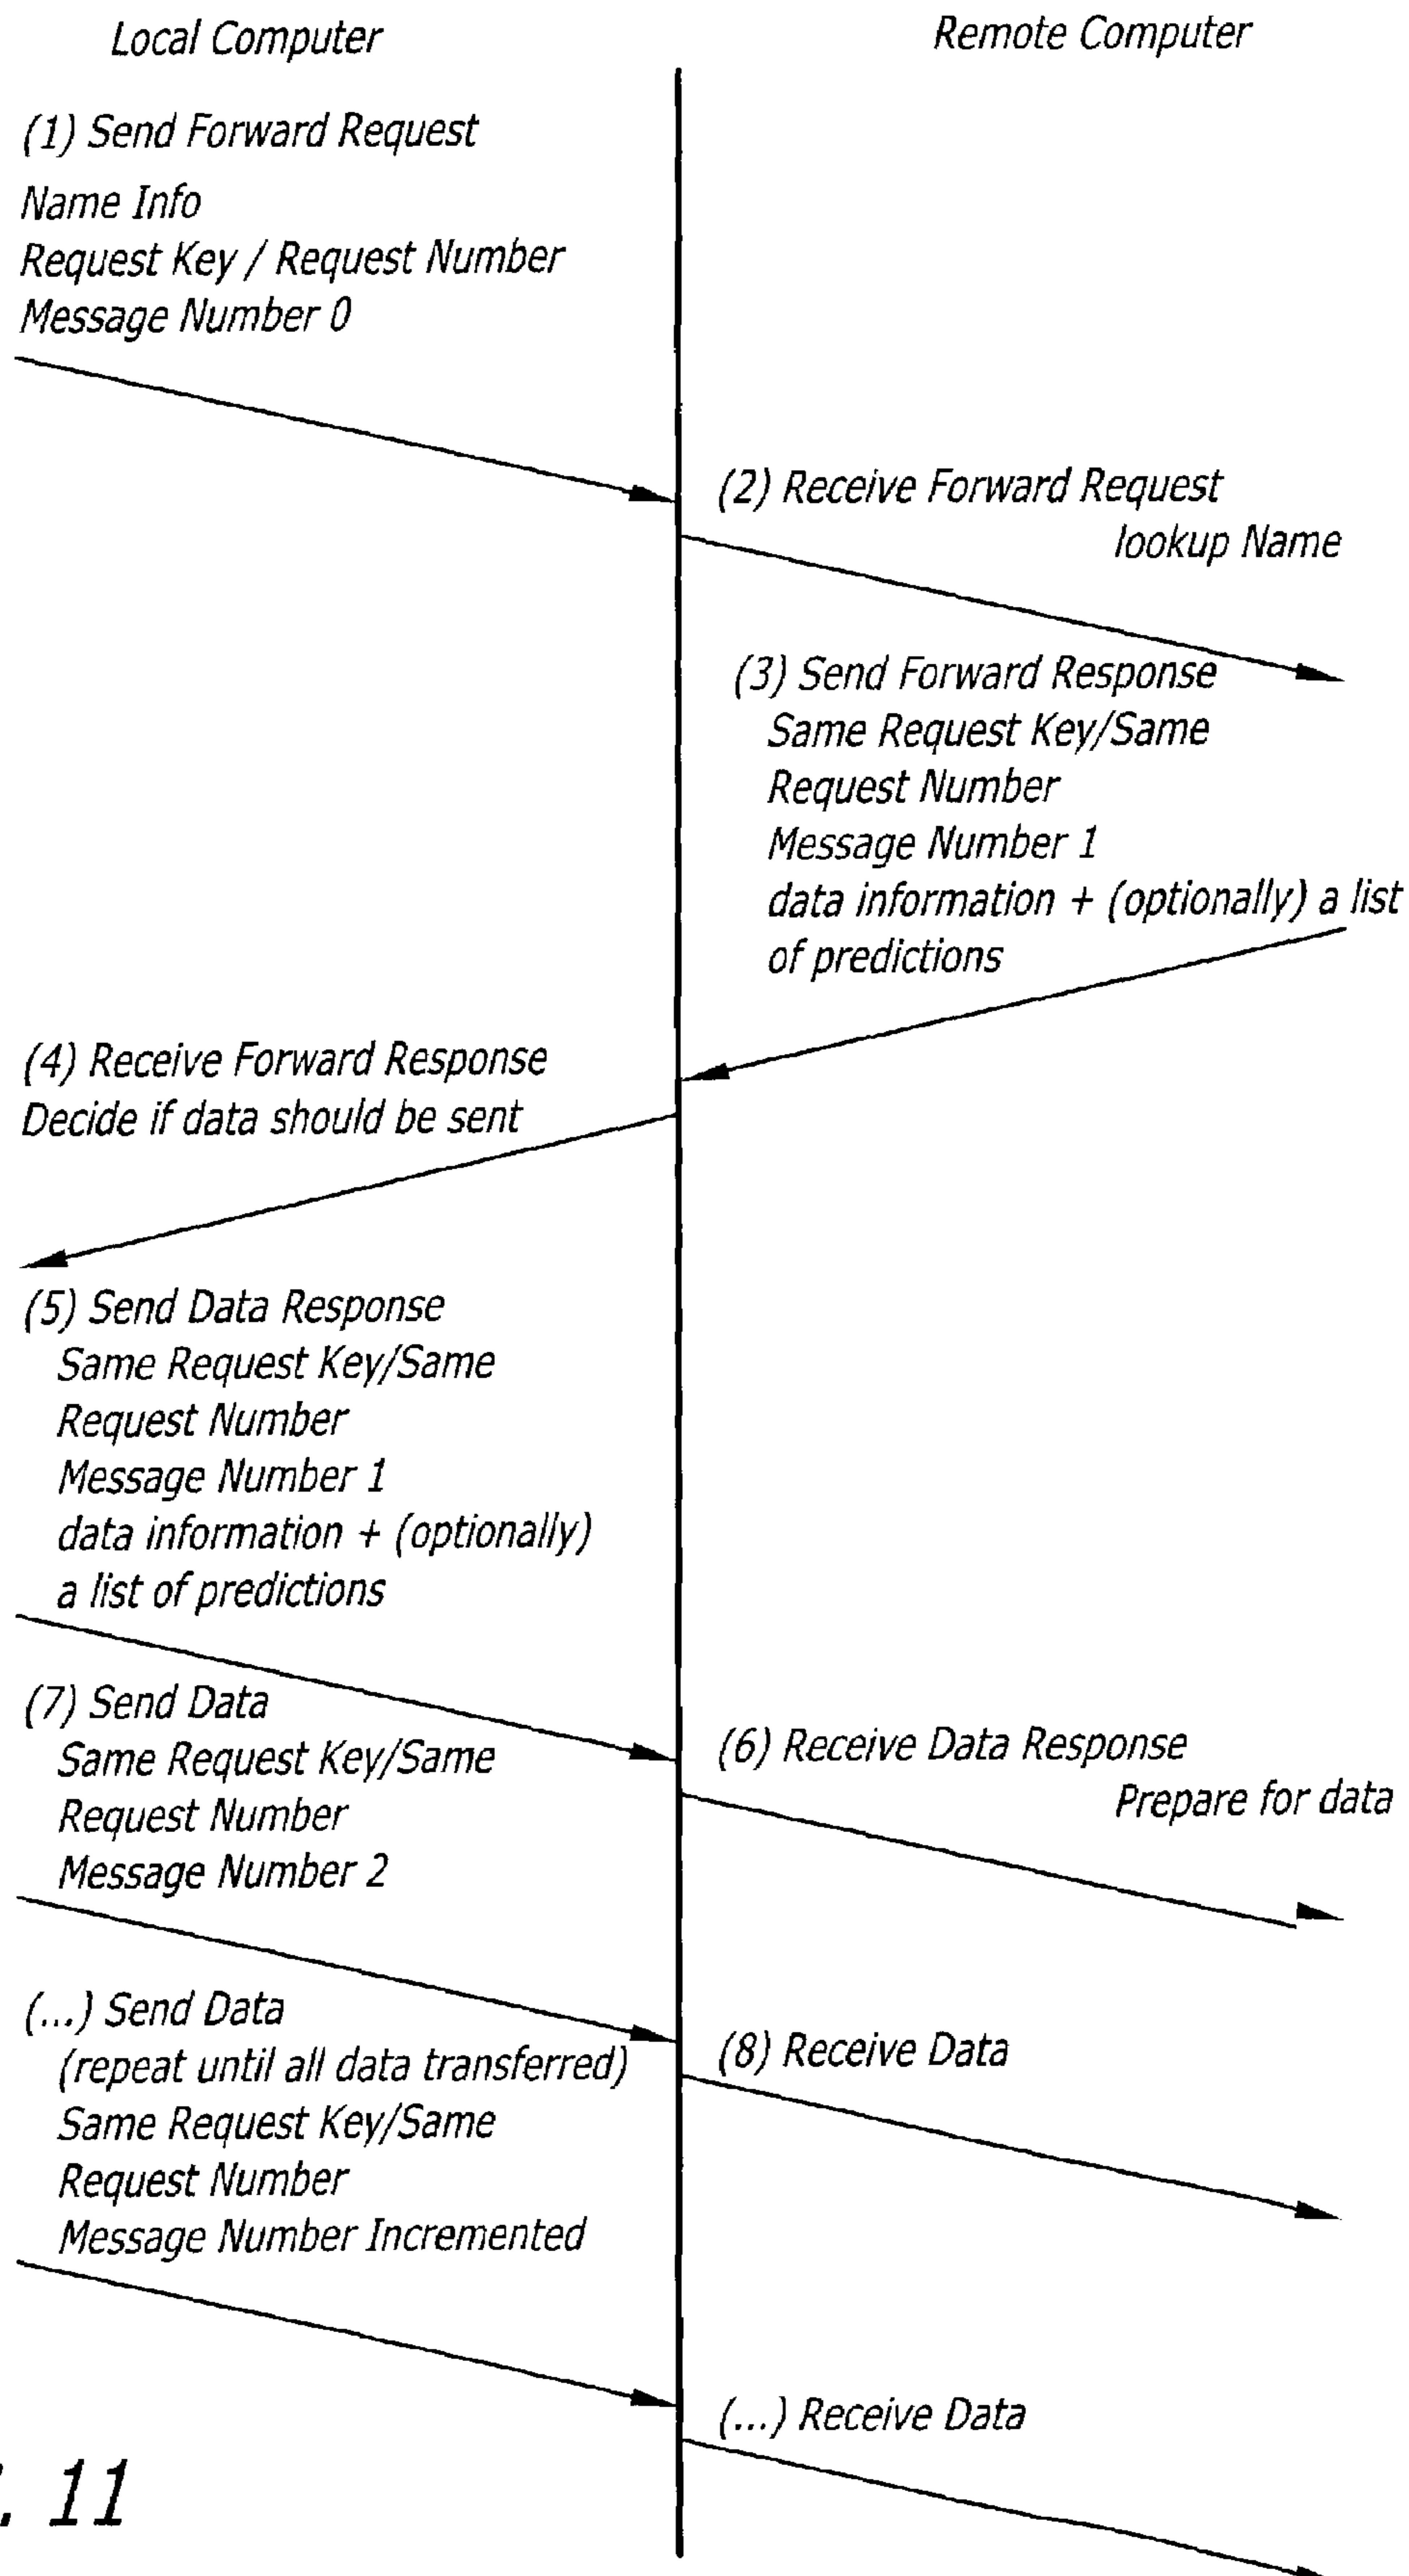 Local Computer
Remote Computer
(1) Send Forward Request
Name Info
Request Key / Request Number
Message Number 0
(2) Receive Forward Request
lookup Name
(3) Send Forward Response
Same Request Key/Same
Request Number
Message Number 1
data information + (optionally) a list
of predictions
(4) Receive Forward Response
Decide if data should be sent
(5) Send Data Response
Same Request Key/Same
Request Number
Message Number 1
data information + (optionally)
a list of predictions
(7) Send Data
Same Request Key/Same
Request Number
Message Number 2
(6) Receive Data Response
Prepare for data
(...) Send Data
(repeat until all data transferred)
Same Request Key/Same
Request Number
Message Number Incremented
(8) Receive Data
(...) Receive Data
. 11